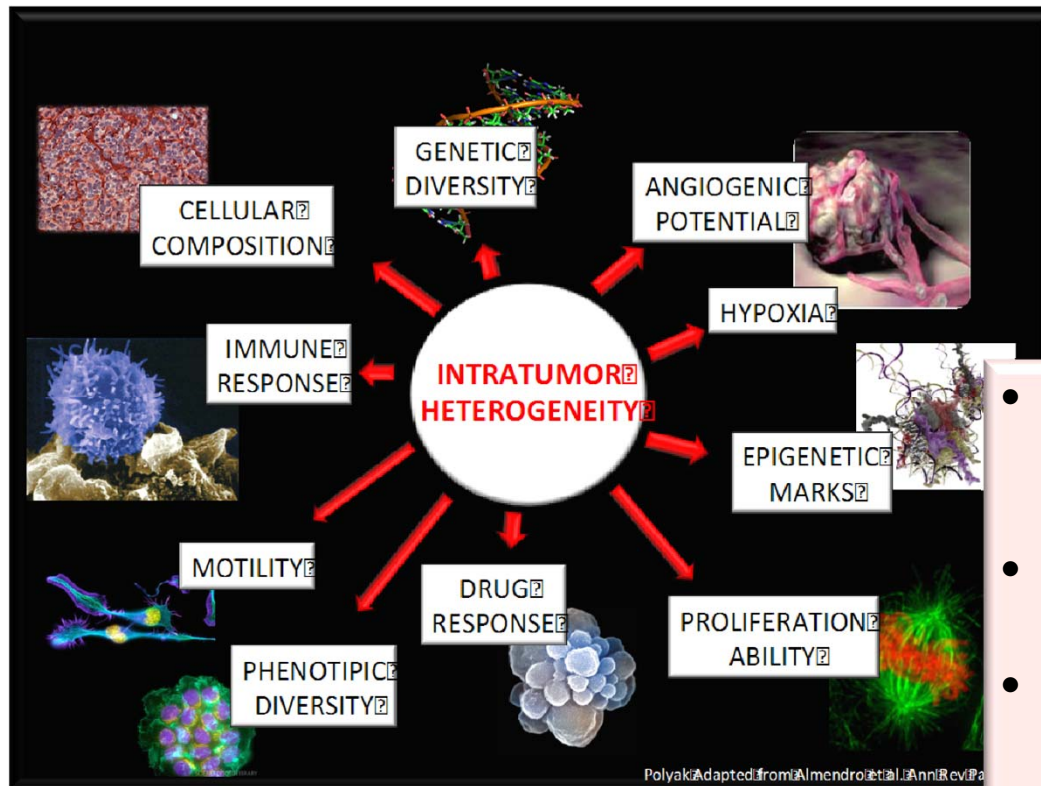 GENETIC
DIVERSITY
CELLULAR
COMPOSITION
ANGIOGENIC
POTENTIAL
HYPOXIA
IMMUNE
RESPONSE
INTRATUMOR
HETEROGENEITY
EPIGENETIC
MARKS
MOTILITY
DRUG
RESPONSE
PROLIFERATION
ABILITY
PHENOTIPIC
DIVERSITY
Polyak Adapted from Almendro et al. Ann Rev Pa